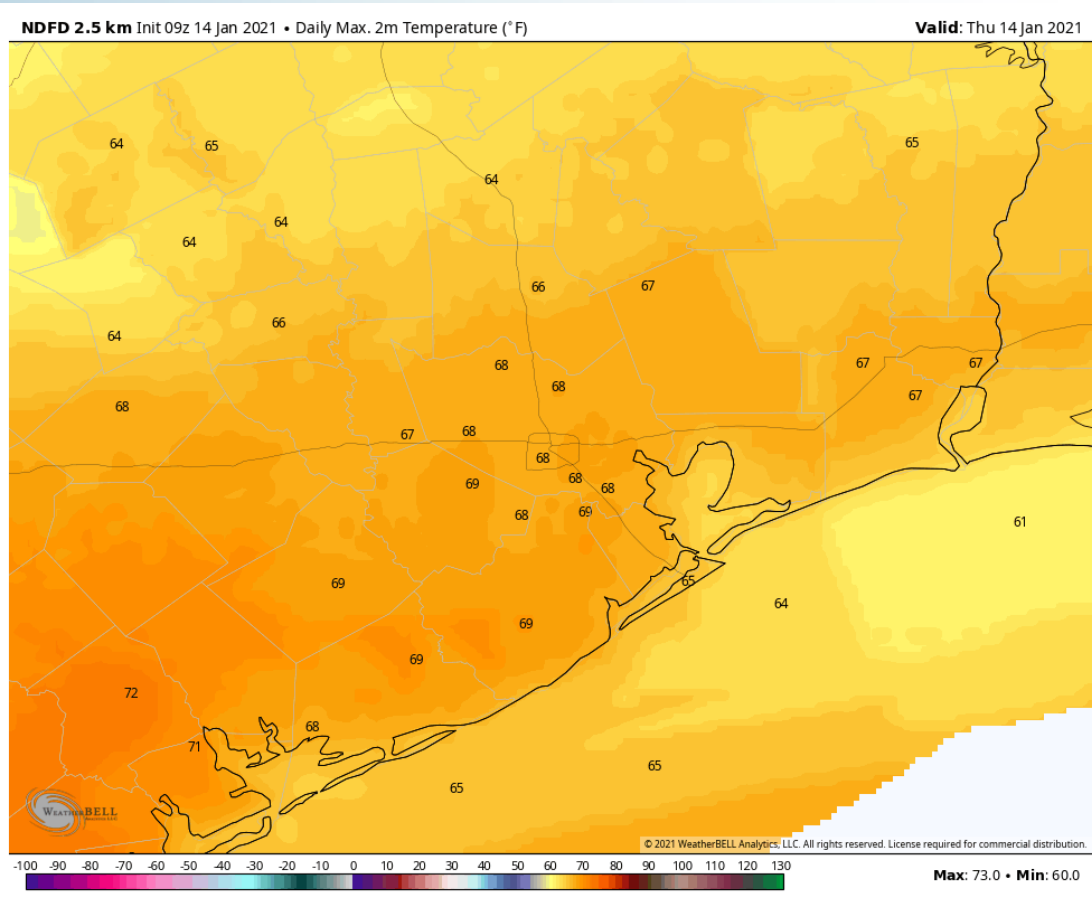 NDFD 2.5 km Init 09z 14 Jan 2021 • Daily Max. 2m Temperature (°F) Valid: Thu 14 Jan 2021
64 65 65
64
64
64
66 67
66
64
68 67 67
68 67
68
67 68
68
69 68 68
68 69
61
69 65
64
69
69
72
68
71
65
65
WEATHERBELL
© 2021 WeatherBELL Analytics, LLC. All rights reserved. License required for commercial distribution.
-100 -90 -80 -70 -60 -50 -40 -30 -20 -10 0 10 20 30 40 50 60 70 80 90 100 110 120 130
Max: 73.0 • Min: 60.0